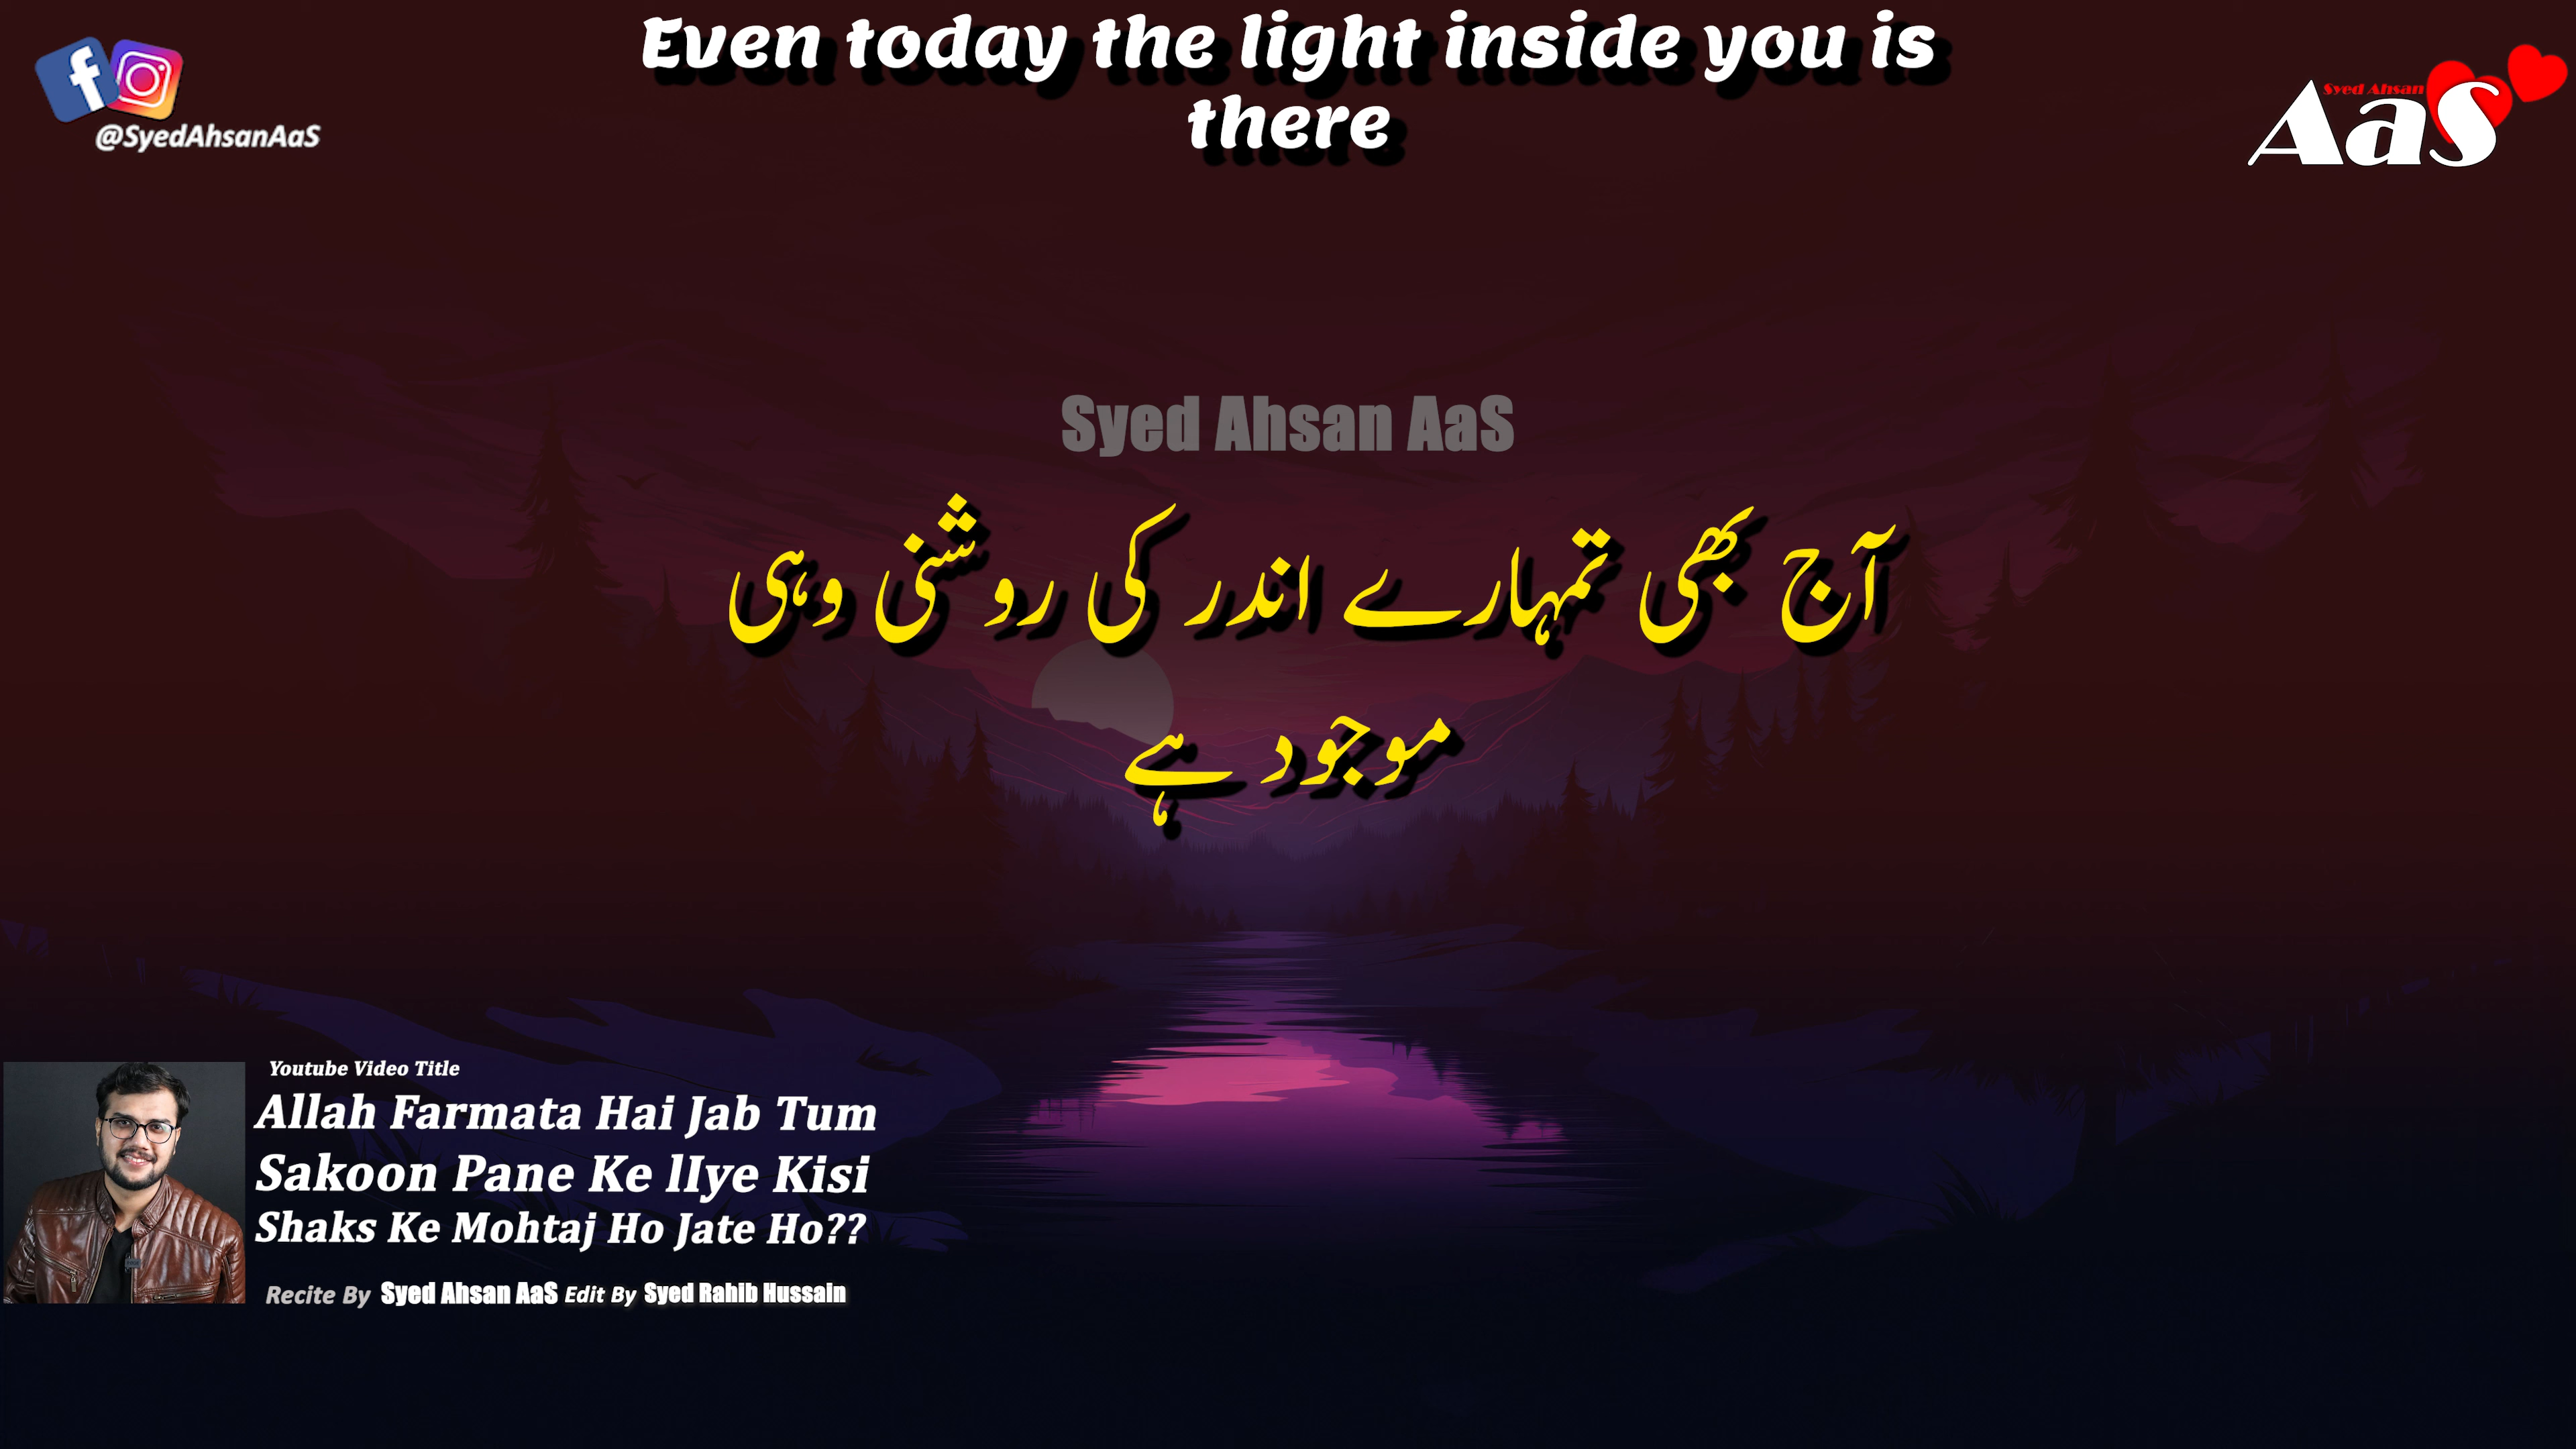 Even today the light inside you is
there
@SyedAhsanAaS
Syed Ahsan
AaS
Syed Ahsan AaS
آج بھی تمہارے اندر کی روشنی وہی
موجود ہے
Youtube Video Title
Allah Farmata Hai Jab Tum
Sakoon Pane Ke lIye Kisi
Shaks Ke Mohtaj Ho Jate Ho??
Recite By Syed Ahsan AaS Edit By Syed Rahib Hussain